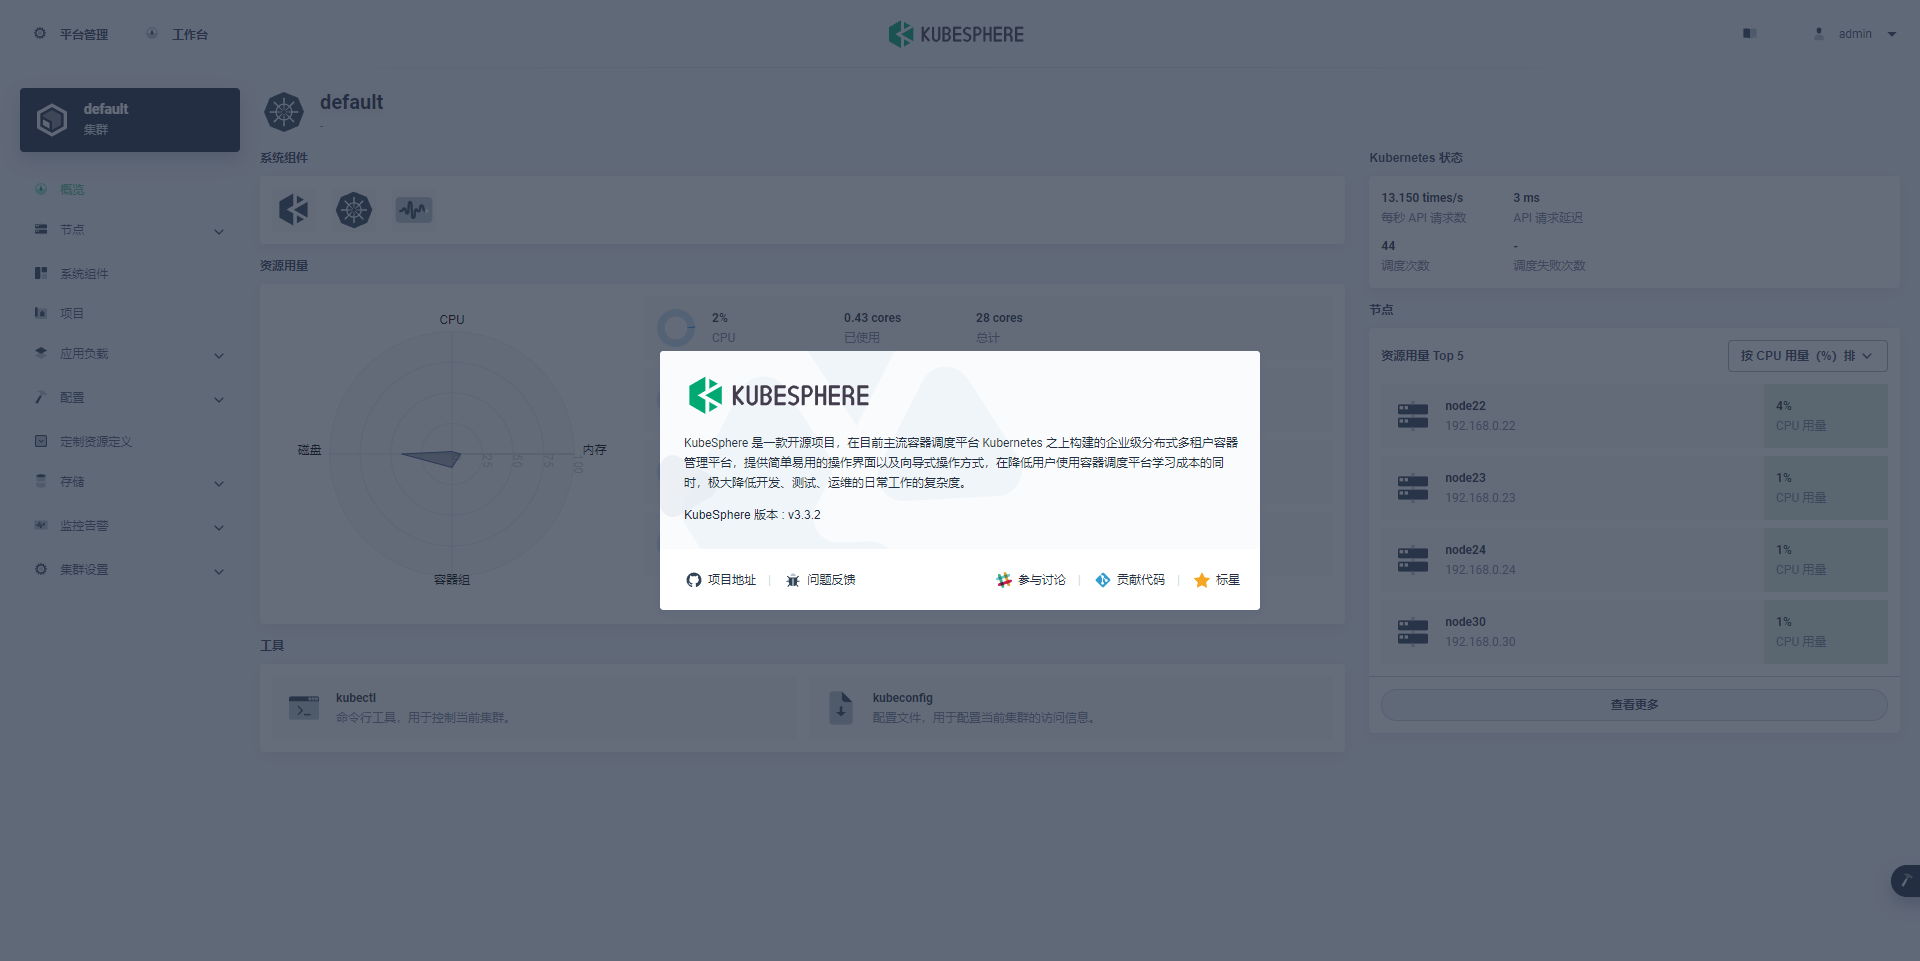 平台管理
工作台
KUBESPHERE
admin
default
集群
default
-
概览
节点
系统组件
项目
应用负载
配置
定制资源定义
存储
监控告警
集群设置
系统组件
资源用量
CPU
内存
容器组
磁盘
25
50
75
100
2%
CPU
0.43 cores
已使用
28 cores
总计
工具
kubectl
命令行工具，用于控制当前集群。
kubeconfig
配置文件，用于配置当前集群的访问信息。
Kubernetes 状态
13.150 times/s
每秒 API 请求数
3 ms
API 请求延迟
44
调度次数
-
调度失败次数
节点
资源用量 Top 5
按 CPU 用量（%）排
node22
192.168.0.22
4%
CPU 用量
node23
192.168.0.23
1%
CPU 用量
node24
192.168.0.24
1%
CPU 用量
node30
192.168.0.30
1%
CPU 用量
查看更多
KUBESPHERE
KubeSphere 是一款开源项目，在目前主流容器调度平台 Kubernetes 之上构建的企业级分布式多租户容器
管理平台，提供简单易用的操作界面以及向导式操作方式，在降低用户使用容器调度平台学习成本的同
时，极大降低开发、测试、运维的日常工作的复杂度。
KubeSphere 版本 : v3.3.2
项目地址
问题反馈
参与讨论
贡献代码
标星